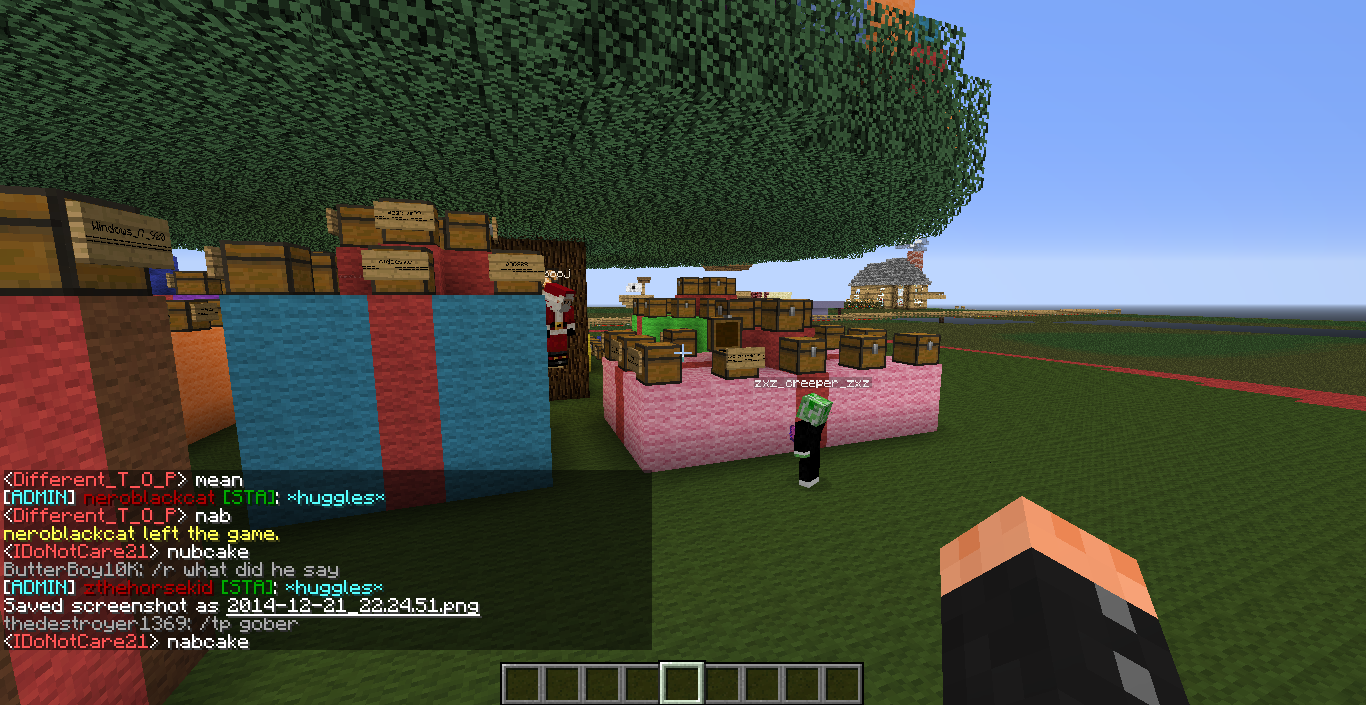 Windows_17_980
zxz_creeper_zxz
<Different_T_O_P> mean
[ADMIN] neroblackcat [STA]: *huggles*
<Different_T_O_P> nab
neroblackcat left the game.
<IDoNotCare21> nubcake
ButterBoy10K: /r what did he say
[ADMIN] zthehorsekid [STA]: *huggles*
Saved screenshot as 2014-12-21_22.24.51.png
thedestroyer1369: /tp gober
<IDoNotCare21> nabcake